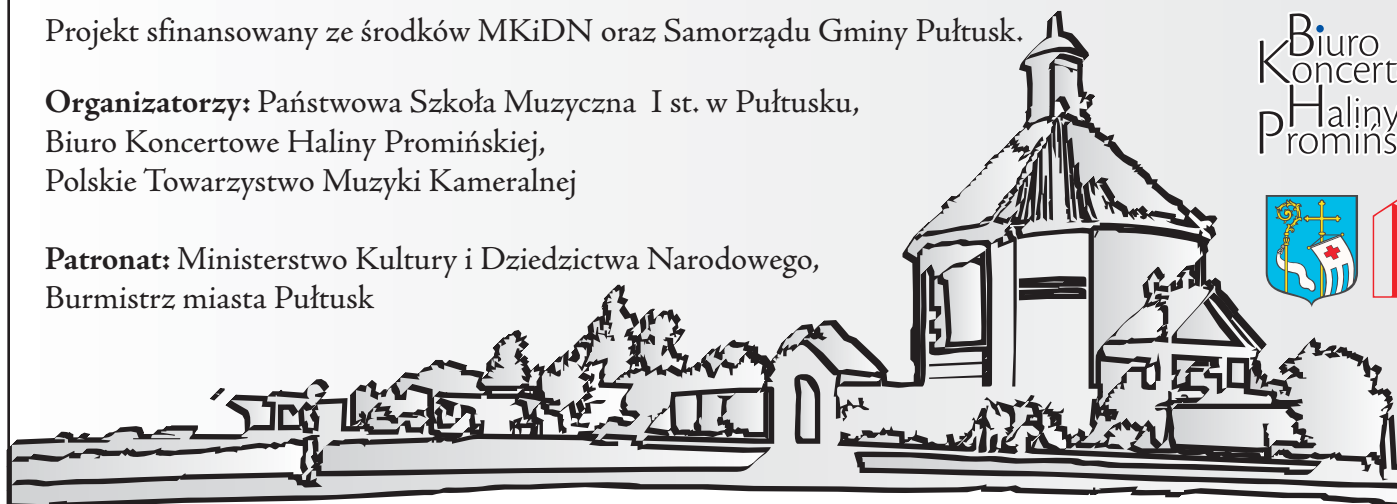 Projekt sfinansowany ze środków MKiDN oraz Samorządu Gminy Pułtusk.
Organizatorzy: Państwowa Szkoła Muzyczna I st. w Pułtusku,
Biuro Koncertowe Haliny Promińskiej,
Polskie Towarzystwo Muzyki Kameralnej
Patronat: Ministerstwo Kultury i Dziedzictwa Narodowego,
Burmistrz miasta Pułtusk
Biuro
Koncert
Haliny
Promińs